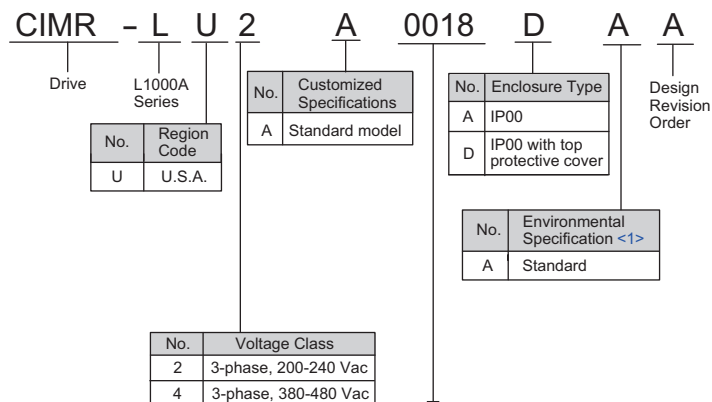 CIMR - L U 2 A 0018 D A A
Drive
L1000A
Series
Design
Revision
Order
No. Region
Code
U U.S.A.
No. Customized
Specifications
A Standard model
No. Enclosure Type
A IP00
D IP00 with top
protective cover
No. Environmental
Specification <1>
A Standard
No. Voltage Class
2 3-phase, 200-240 Vac
4 3-phase, 380-480 Vac